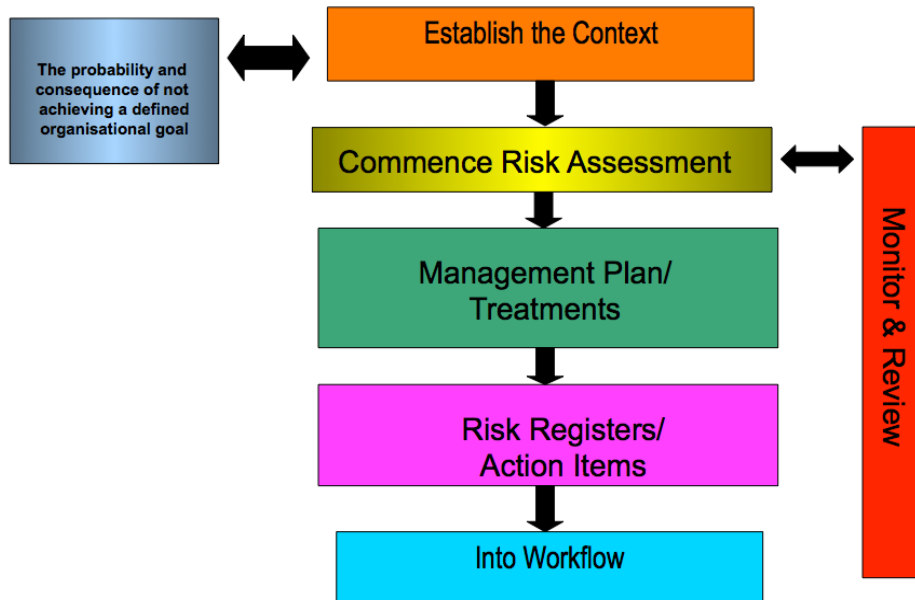 Establish the Context
The probability and
consequence of not
achieving a defined
organisational goal
Commence Risk Assessment
Management Plan/
Treatments
Risk Registers/
Action Items
Into Workflow
Monitor & Review